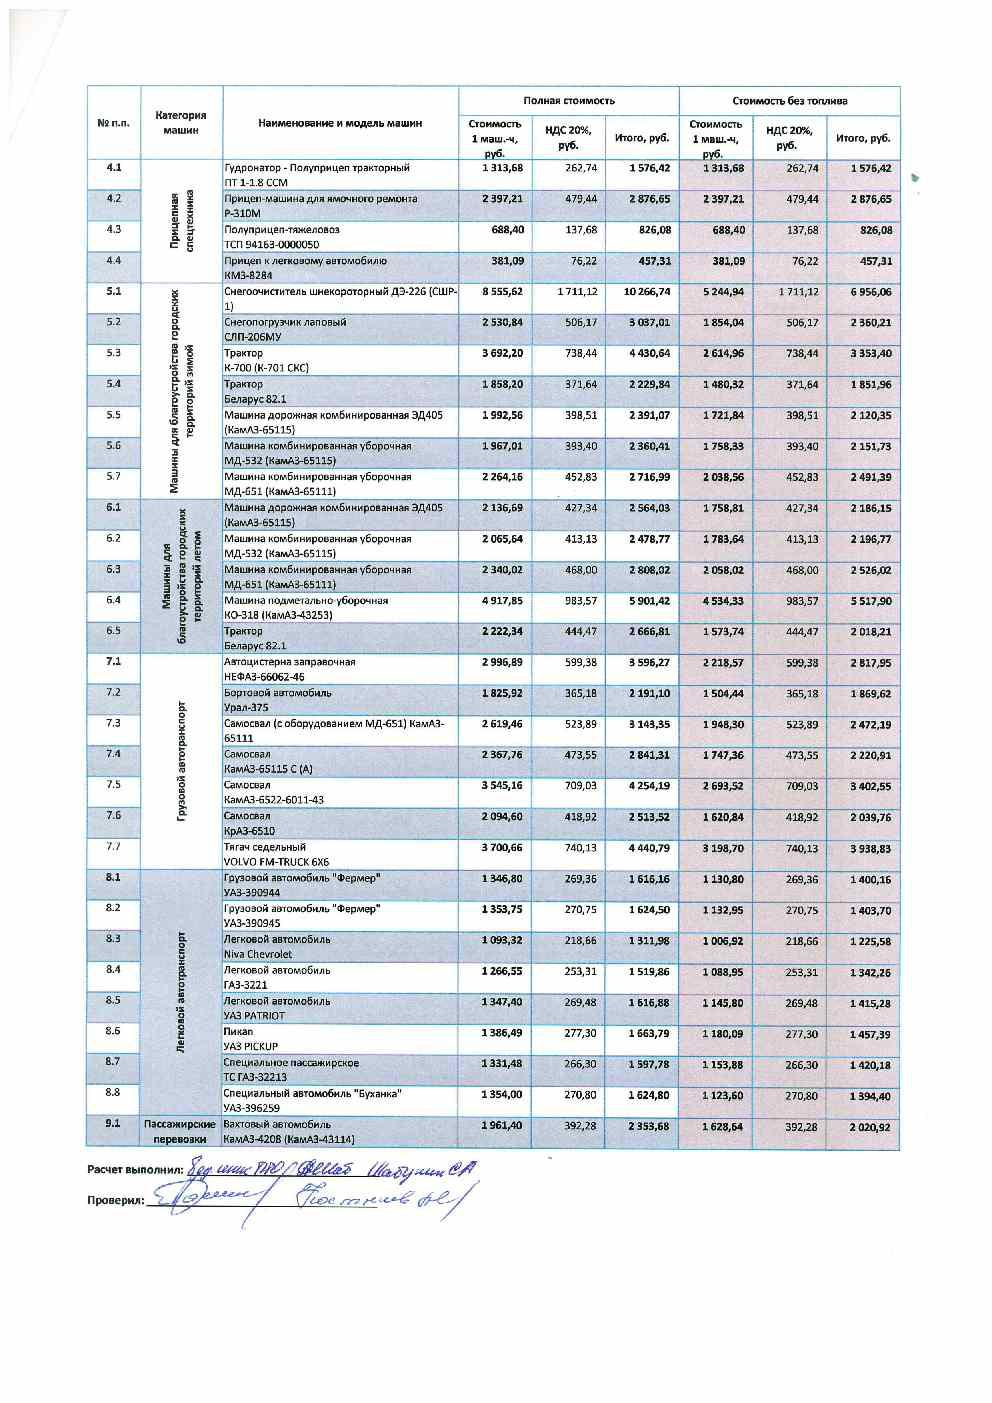 № п.п. Категория машин Наименование и модель машин Полная стоимость Стоимость без топлива
Стоимость 1 маш.-ч, руб. НДС 20%, руб. Итого, руб. Стоимость 1 маш.-ч, руб. НДС 20%, руб. Итого, руб.
Прицепная спецтехника
4.1 Гудронатор - Полуприцеп тракторный 1 313,68 262,74 1 576,42 1 313,68 262,74 1 576,42
ПТ 1-1.8 ССМ
4.2 Прицеп-машина для ямочного ремонта 2 397,21 479,44 2 876,65 2 397,21 479,44 2 876,65
Р-310М
4.3 Полуприцеп-тяжеловоз 688,40 137,68 826,08 688,40 137,68 826,08
ТСП 94163-0000050
4.4 Прицеп к легковому автомобилю 381,09 76,22 457,31 381,09 76,22 457,31
КМЗ-8284
Машины для благоустройства городских территорий зимой
5.1 Снегоочиститель шнекороторный ДЭ-226 (СШР- 8 555,62 1 711,12 10 266,74 5 244,94 1 711,12 6 956,06
1)
5.2 Снегопогрузчик лаповый 2 530,84 506,17 3 037,01 1 854,04 506,17 2 360,21
СЛП-206МУ
5.3 Трактор 3 692,20 738,44 4 430,64 2 614,96 738,44 3 353,40
К-700 (К-701 СКС)
5.4 Трактор 1 858,20 371,64 2 229,84 1 480,32 371,64 1 851,96
Беларус 82.1
5.5 Машина дорожная комбинированная ЭД405 1 992,56 398,51 2 391,07 1 721,84 398,51 2 120,35
(КамАЗ-65115)
5.6 Машина комбинированная уборочная 1 967,01 393,40 2 360,41 1 758,33 393,40 2 151,73
МД-532 (КамАЗ-65115)
5.7 Машина комбинированная уборочная 2 264,16 452,83 2 716,99 2 038,56 452,83 2 491,39
МД-651 (КамАЗ-65111)
Машины для благоустройства городских территорий летом
6.1 Машина дорожная комбинированная ЭД405 2 136,69 427,34 2 564,03 1 758,81 427,34 2 186,15
(КамАЗ-65115)
6.2 Машина комбинированная уборочная 2 065,64 413,13 2 478,77 1 783,64 413,13 2 196,77
МД-532 (КамАЗ-65115)
6.3 Машина комбинированная уборочная 2 340,02 468,00 2 808,02 2 058,02 468,00 2 526,02
МД-651 (КамАЗ-65111)
6.4 Машина подметально-уборочная 4 917,85 983,57 5 901,42 4 534,33 983,57 5 517,90
КО-318 (КамАЗ-43253)
6.5 Трактор 2 222,34 444,47 2 666,81 1 573,74 444,47 2 018,21
Беларус 82.1
Грузовой автотранспорт
7.1 Автоцистерна заправочная 2 996,89 599,38 3 596,27 2 218,57 599,38 2 817,95
НЕФАЗ-66062-46
7.2 Бортовой автомобиль 1 825,92 365,18 2 191,10 1 504,44 365,18 1 869,62
Урал-375
7.3 Самосвал (с оборудованием МД-651) КамАЗ- 2 619,46 523,89 3 143,35 1 948,30 523,89 2 472,19
65111
7.4 Самосвал 2 367,76 473,55 2 841,31 1 747,36 473,55 2 220,91
КамАЗ-65115 С (А)
7.5 Самосвал 3 545,16 709,03 4 254,19 2 693,52 709,03 3 402,55
КамАЗ-6522-6011-43
7.6 Самосвал 2 094,60 418,92 2 513,52 1 620,84 418,92 2 039,76
КрАЗ-6510
7.7 Тягач седельный 3 700,66 740,13 4 440,79 3 198,70 740,13 3 938,83
VOLVO FM-TRUCK 6X6
Легковой автотранспорт
8.1 Грузовой автомобиль "Фермер" 1 346,80 269,36 1 616,16 1 130,80 269,36 1 400,16
УАЗ-390944
8.2 Грузовой автомобиль "Фермер" 1 353,75 270,75 1 624,50 1 132,95 270,75 1 403,70
УАЗ-390945
8.3 Легковой автомобиль 1 093,32 218,66 1 311,98 1 006,92 218,66 1 225,58
Niva Chevrolet
8.4 Легковой автомобиль 1 266,55 253,31 1 519,86 1 088,95 253,31 1 342,26
ГАЗ-3221
8.5 Легковой автомобиль 1 347,40 269,48 1 616,88 1 145,80 269,48 1 415,28
УАЗ PATRIOT
8.6 Пикап 1 386,49 277,30 1 663,79 1 180,09 277,30 1 457,39
УАЗ PICKUP
8.7 Специальное пассажирское 1 331,48 266,30 1 597,78 1 153,88 266,30 1 420,18
ТС ГАЗ-32213
8.8 Специальный автомобиль "Буханка" 1 354,00 270,80 1 624,80 1 123,60 270,80 1 394,40
УАЗ-396259
9.1 Пассажирские Вахтовый автомобиль 1 961,40 392,28 2 353,68 1 628,64 392,28 2 020,92
перевозки КамАЗ-4208 (КамАЗ-43114)
Расчет выполнил: Шабунин С А
Проверил: